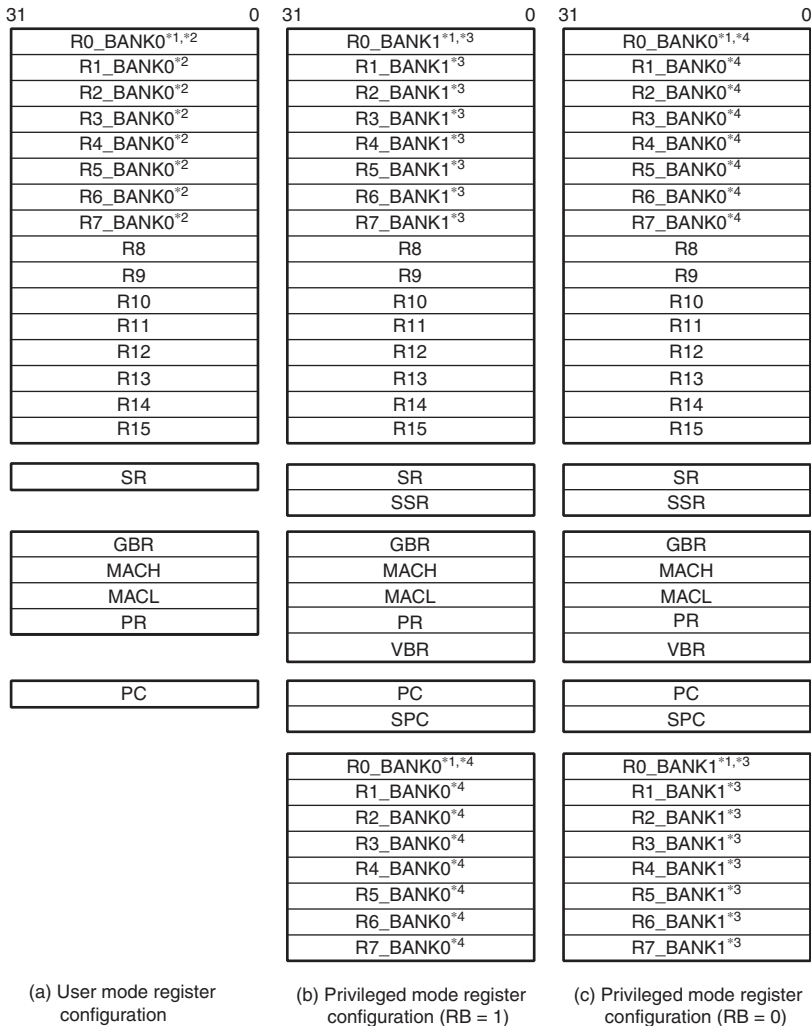 31 0
R0_BANK0*1,*2
R1_BANK0*2
R2_BANK0*2
R3_BANK0*2
R4_BANK0*2
R5_BANK0*2
R6_BANK0*2
R7_BANK0*2
R8
R9
R10
R11
R12
R13
R14
R15
SR
GBR
MACH
MACL
PR
PC
(a) User mode register
configuration
31 0
R0_BANK1*1,*3
R1_BANK1*3
R2_BANK1*3
R3_BANK1*3
R4_BANK1*3
R5_BANK1*3
R6_BANK1*3
R7_BANK1*3
R8
R9
R10
R11
R12
R13
R14
R15
SR
SSR
GBR
MACH
MACL
PR
VBR
PC
SPC
R0_BANK0*1,*4
R1_BANK0*4
R2_BANK0*4
R3_BANK0*4
R4_BANK0*4
R5_BANK0*4
R6_BANK0*4
R7_BANK0*4
(b) Privileged mode register
configuration (RB = 1)
31 0
R0_BANK0*1,*4
R1_BANK0*4
R2_BANK0*4
R3_BANK0*4
R4_BANK0*4
R5_BANK0*4
R6_BANK0*4
R7_BANK0*4
R8
R9
R10
R11
R12
R13
R14
R15
SR
SSR
GBR
MACH
MACL
PR
VBR
PC
SPC
R0_BANK1*1,*3
R1_BANK1*3
R2_BANK1*3
R3_BANK1*3
R4_BANK1*3
R5_BANK1*3
R6_BANK1*3
R7_BANK1*3
(c) Privileged mode register
configuration (RB = 0)